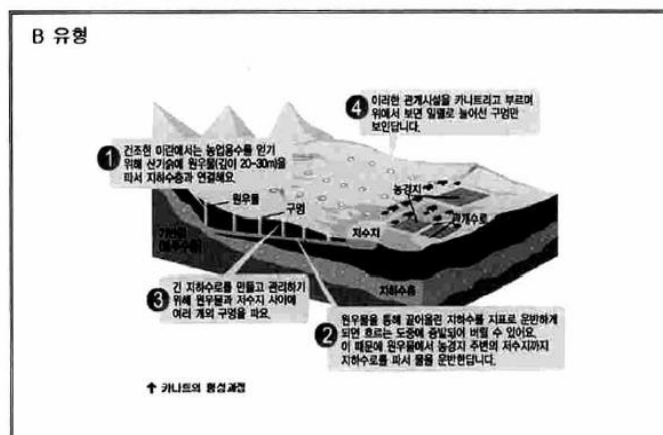 B 유형
❶ 건조한 이란에서는 농업용수를 얻기
위해 산기슭에 원우물(깊이 20~30m)을
파서 지하수층과 연결해요.
❹ 이러한 관개시설을 카나트라고 부르며
위에서 보면 일렬로 늘어선 구멍만
보인답니다.
원우물
구멍
농경지
관개수로
저수지
지하수층
❸ 긴 지하수로를 만들고 관리하기
위해 원우물과 저수지 사이에
여러 개의 구멍을 파요.
❷ 원우물을 통해 끌어올린 지하수를 지표로 운반하게
되면 흐르는 도중에 증발되어 버릴 수 있어요.
이 때문에 원우물에서 농경지 주변의 저수지까지
지하수로를 파서 물을 운반한답니다.
↑ 카나트의 형성과정